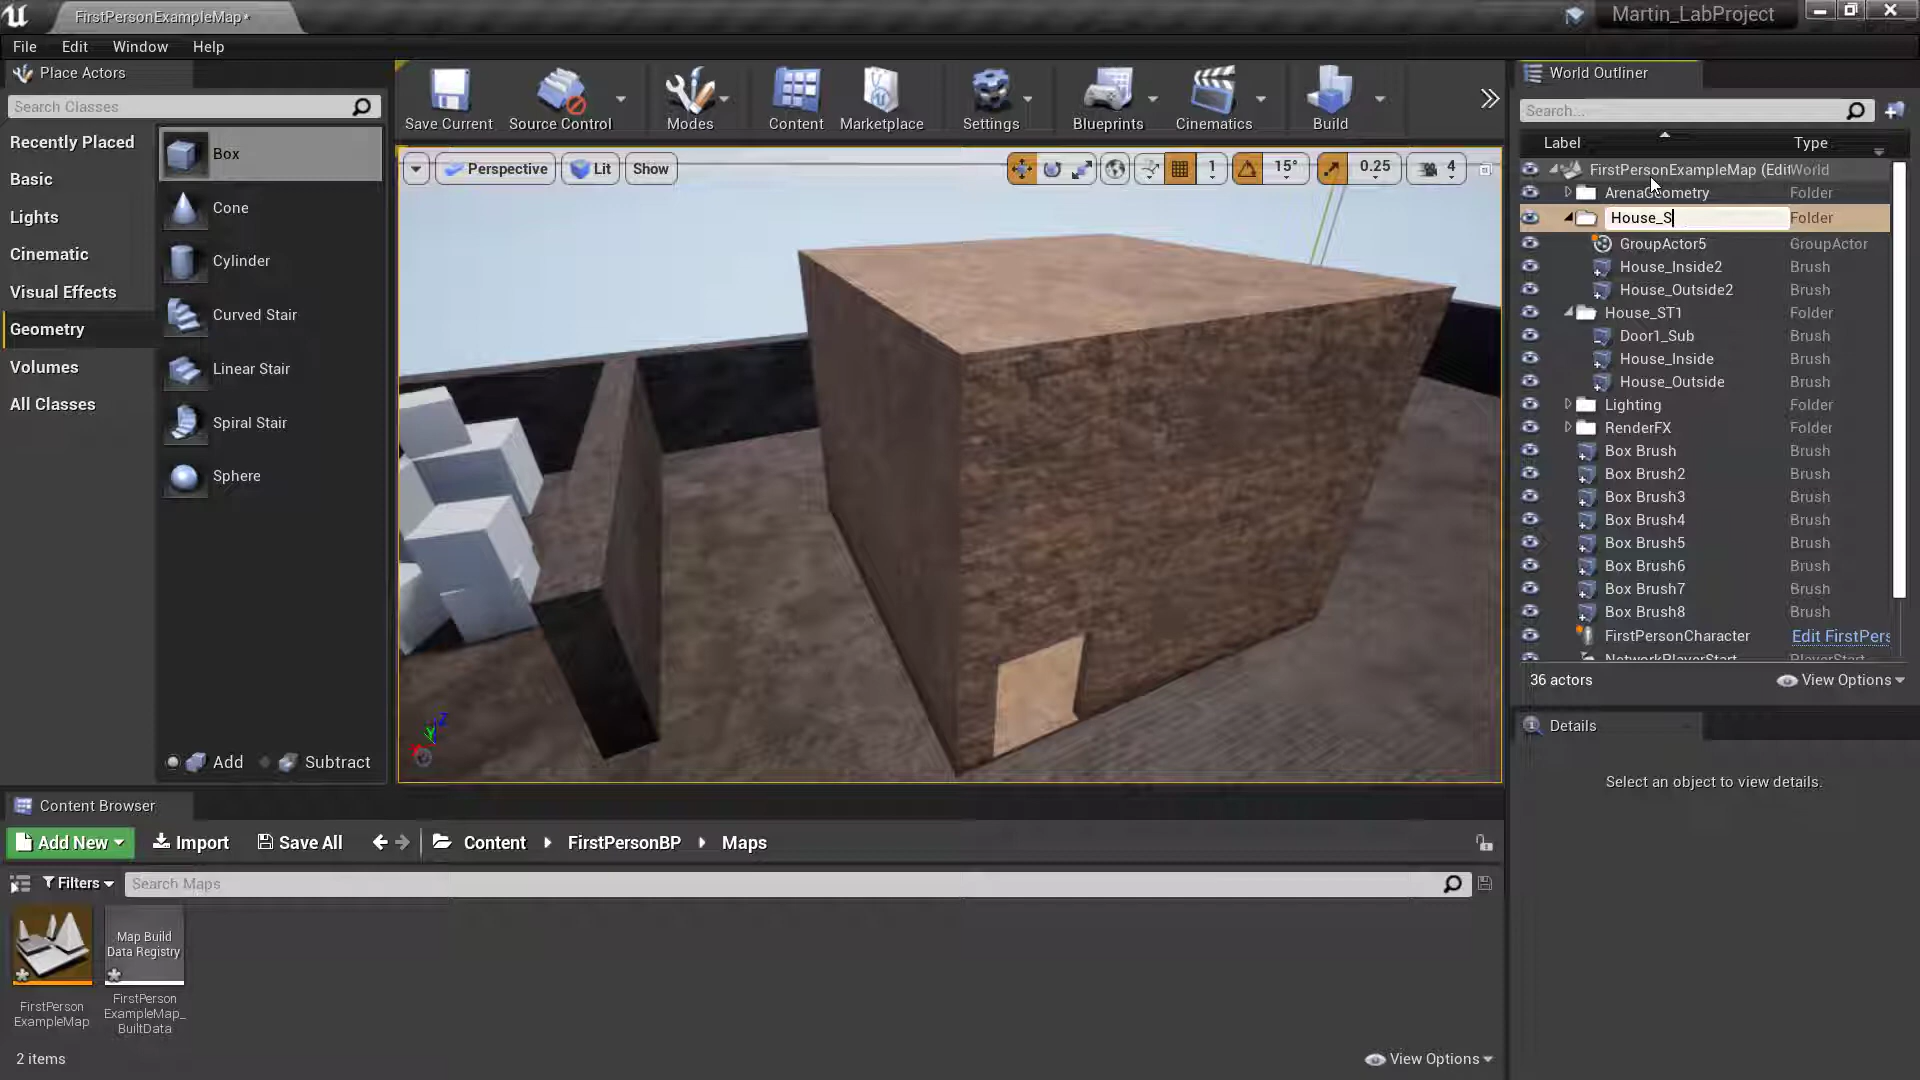 FirstPersonExampleMap*
Martin_LabProject
File Edit Window Help
Place Actors
Search Classes
Recently Placed
Basic
Lights
Cinematic
Visual Effects
Geometry
Volumes
All Classes
Box
Cone
Cylinder
Curved Stair
Linear Stair
Spiral Stair
Sphere
Add Subtract
Save Current Source Control Modes Content Marketplace Settings Blueprints Cinematics Build
Perspective Lit Show 1 15° 0.25 4
World Outliner
Search...
Label Type
FirstPersonExampleMap (Edit World
ArenaGeometry Folder
House_S Folder
GroupActor5 GroupActor
House_Inside2 Brush
House_Outside2 Brush
House_ST1 Folder
Door1_Sub Brush
House_Inside Brush
House_Outside Brush
Lighting Folder
RenderFX Folder
Box Brush Brush
Box Brush2 Brush
Box Brush3 Brush
Box Brush4 Brush
Box Brush5 Brush
Box Brush6 Brush
Box Brush7 Brush
Box Brush8 Brush
FirstPersonCharacter Edit FirstPers
NetworkPlayerStart PlayerStart
36 actors View Options
Details
Select an object to view details.
Content Browser
Add New Import Save All Content FirstPersonBP Maps
Filters Search Maps
FirstPerson
ExampleMap
Map Build
Data Registry
FirstPerson
ExampleMap_
BuiltData
2 items View Options